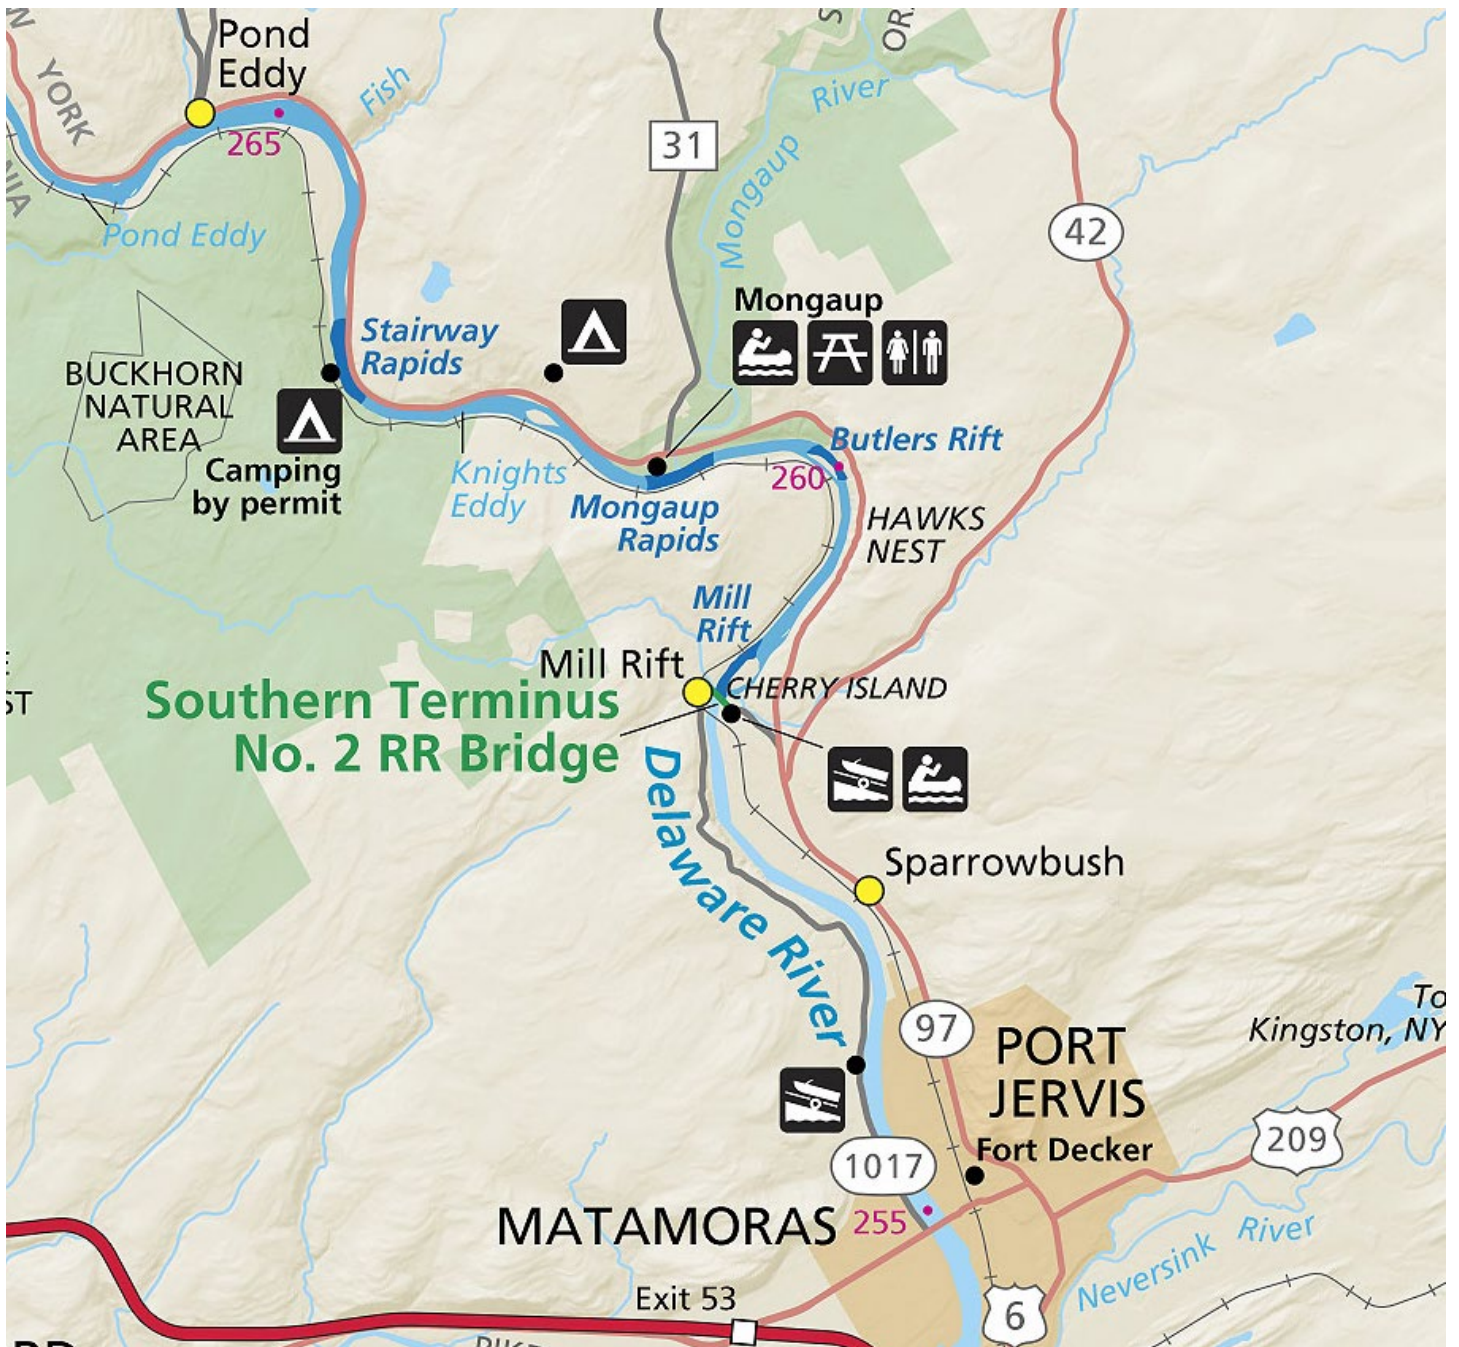 Pond
Eddy
Fish
River
YORK
31
265
Mongaup
42
Pond Eddy
Mongaup
Stairway
Rapids
BUCKHORN
NATURAL
AREA
Camping
by permit
Butlers Rift
Knights
Eddy
260
Mongaup
Rapids
HAWKS
NEST
Mill
Rift
Mill Rift
CHERRY ISLAND
Southern Terminus
No. 2 RR Bridge
Delaware River
Sparrowbush
To
Kingston, NY
97
PORT
JERVIS
209
Fort Decker
1017
MATAMORAS
255
Neversink River
Exit 53
6